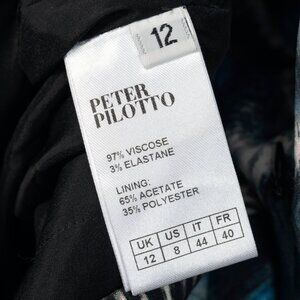 12
PETER
PILOTTO
97% VISCOSE
3% ELASTANE
LINING:
65% ACETATE
35% POLYESTER
UK US IT FR
12 8 44 40